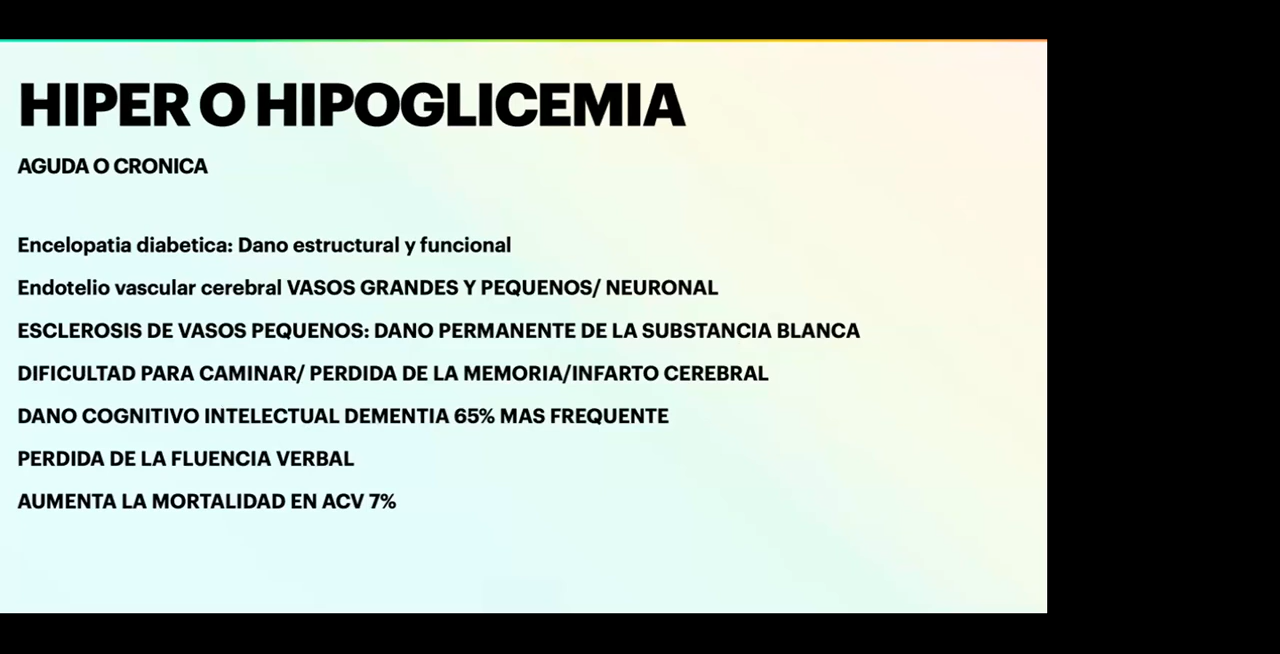 HIPER O HIPOGLICEMIA
AGUDA O CRONICA
Encelopatia diabetica: Dano estructural y funcional
Endotelio vascular cerebral VASOS GRANDES Y PEQUENOS/ NEURONAL
ESCLEROSIS DE VASOS PEQUENOS: DANO PERMANENTE DE LA SUBSTANCIA BLANCA
DIFICULTAD PARA CAMINAR/ PERDIDA DE LA MEMORIA/INFARTO CEREBRAL
DANO COGNITIVO INTELECTUAL DEMENTIA 65% MAS FREQUENTE
PERDIDA DE LA FLUENCIA VERBAL
AUMENTA LA MORTALIDAD EN ACV 7%